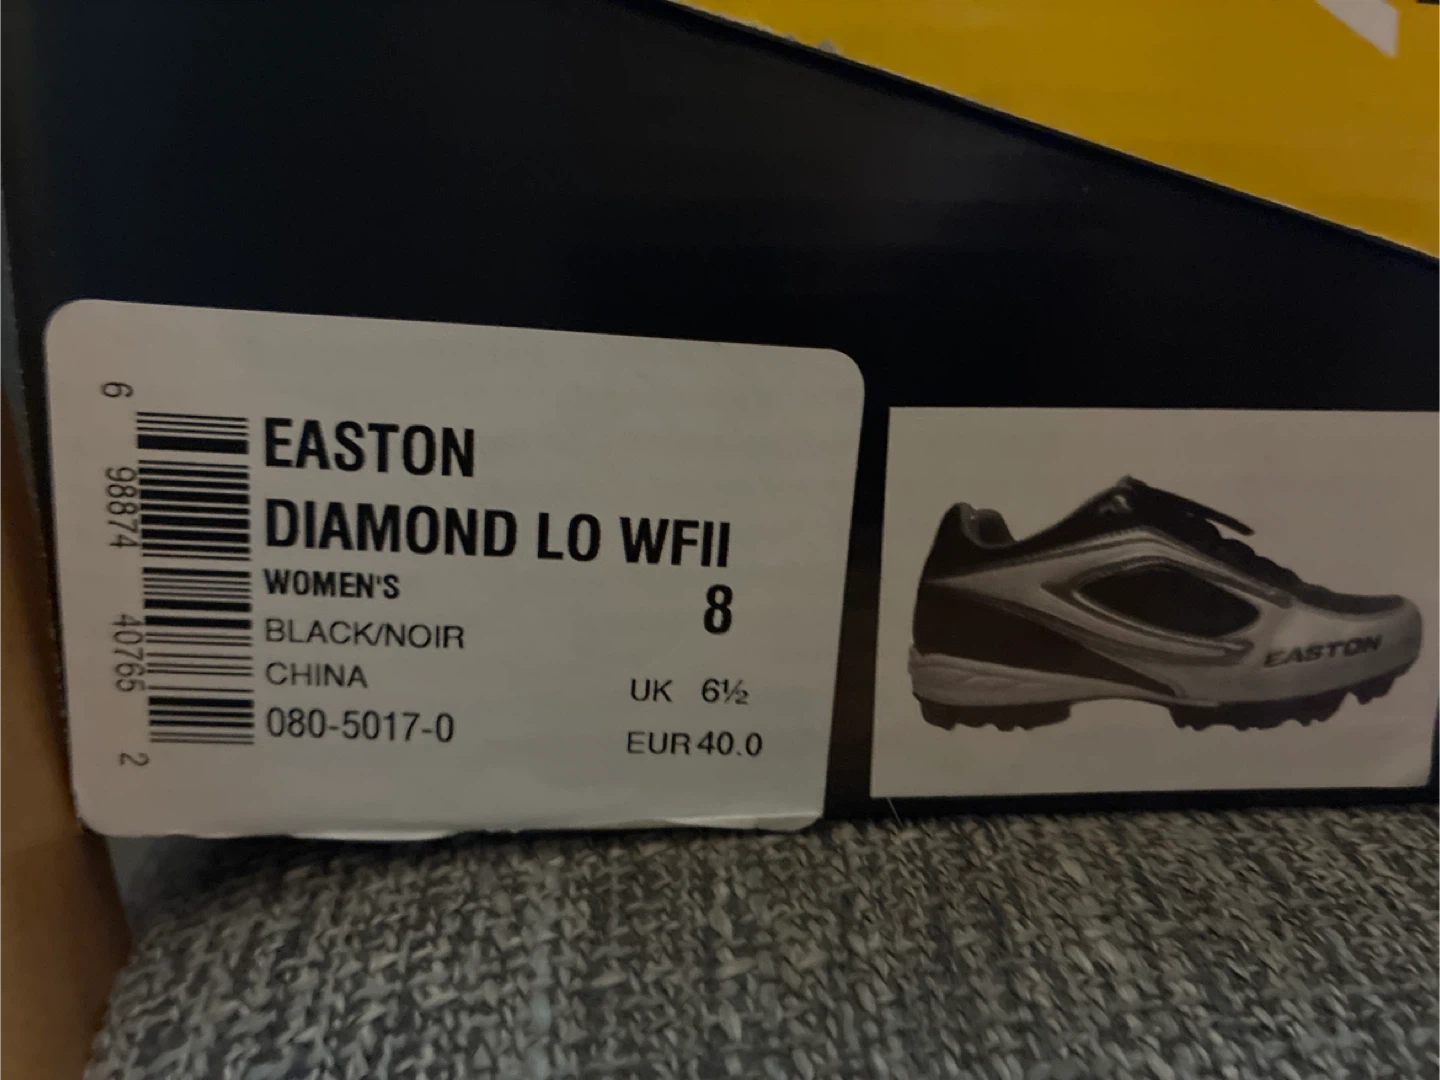 EASTON
DIAMOND LO WFII
WOMEN'S
8
BLACK/NOIR
CHINA
UK 6½
080-5017-0
EUR 40.0
6 98874 40765 2
EASTON